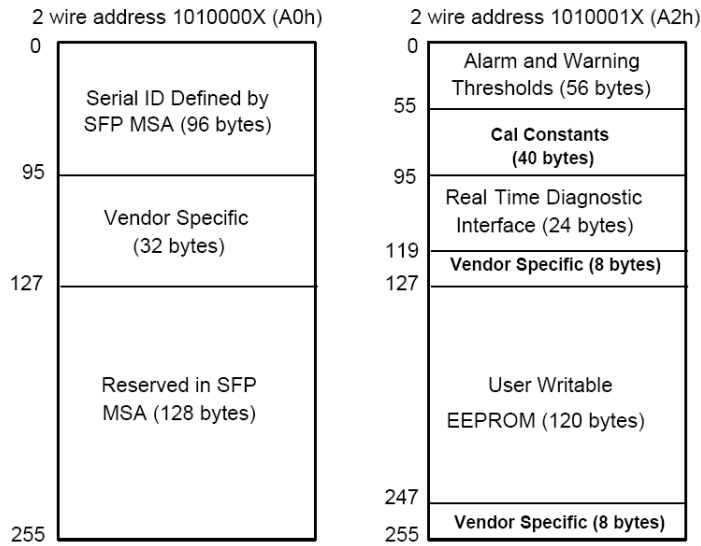 2 wire address 1010000X (A0h)
0
Serial ID Defined by
SFP MSA (96 bytes)
95
Vendor Specific
(32 bytes)
127
Reserved in SFP
MSA (128 bytes)
255
2 wire address 1010001X (A2h)
0
Alarm and Warning
Thresholds (56 bytes)
55
Cal Constants
(40 bytes)
95
Real Time Diagnostic
Interface (24 bytes)
119
Vendor Specific (8 bytes)
127
User Writable
EEPROM (120 bytes)
247
Vendor Specific (8 bytes)
255